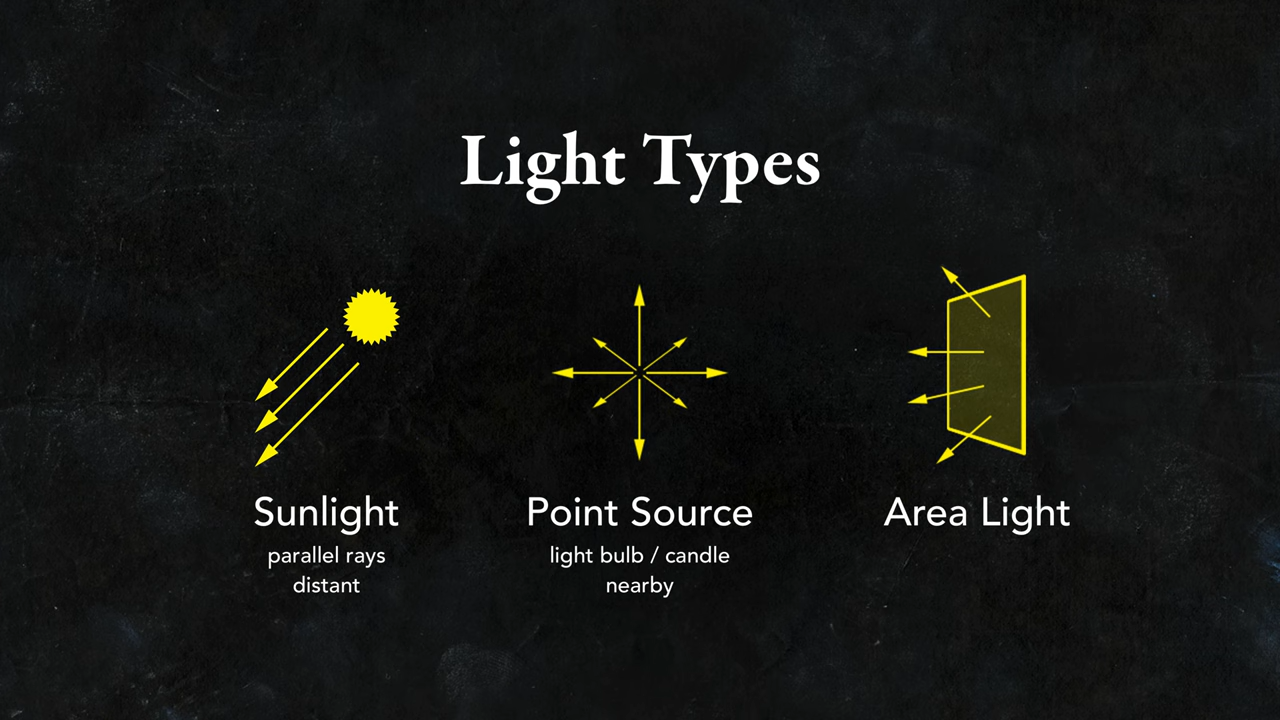 Light Types
Sunlight
parallel rays
distant
Point Source
light bulb / candle
nearby
Area Light